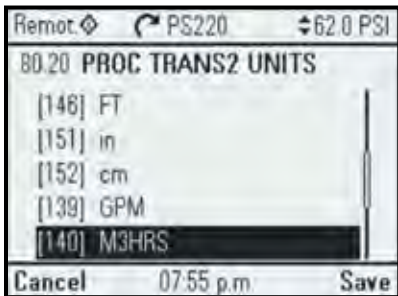 Remot PS220 62.0 PSI
80.20 PROC TRANS2 UNITS
[146] FT
[151] in
[152] cm
[139] GPM
[140] M3HRS
Cancel 07:55 p.m Save